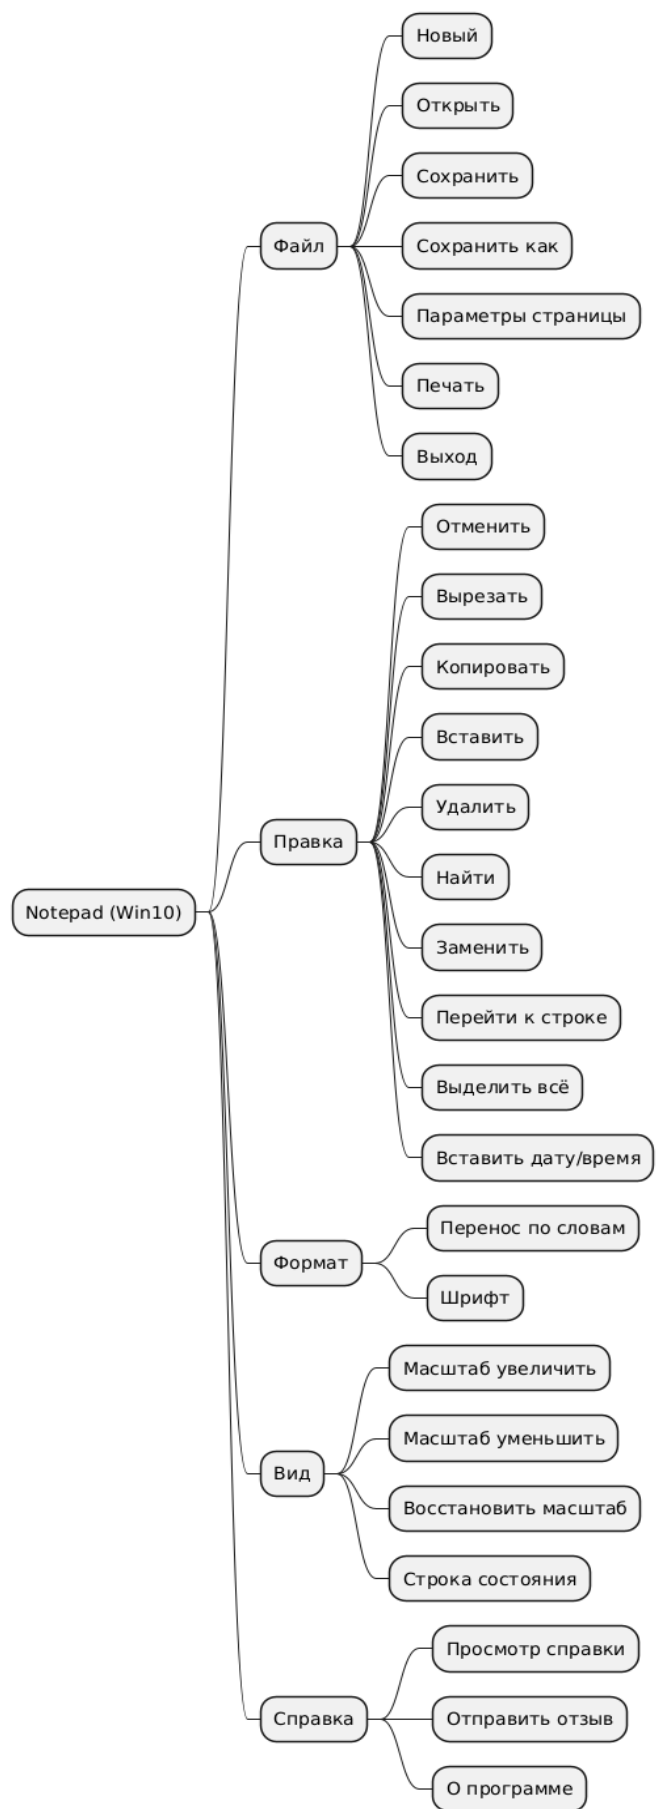 Notepad (Win10)
Файл
Новый
Открыть
Сохранить
Сохранить как
Параметры страницы
Печать
Выход
Правка
Отменить
Вырезать
Копировать
Вставить
Удалить
Найти
Заменить
Перейти к строке
Выделить всё
Вставить дату/время
Формат
Перенос по словам
Шрифт
Вид
Масштаб увеличить
Масштаб уменьшить
Восстановить масштаб
Строка состояния
Справка
Просмотр справки
Отправить отзыв
О программе